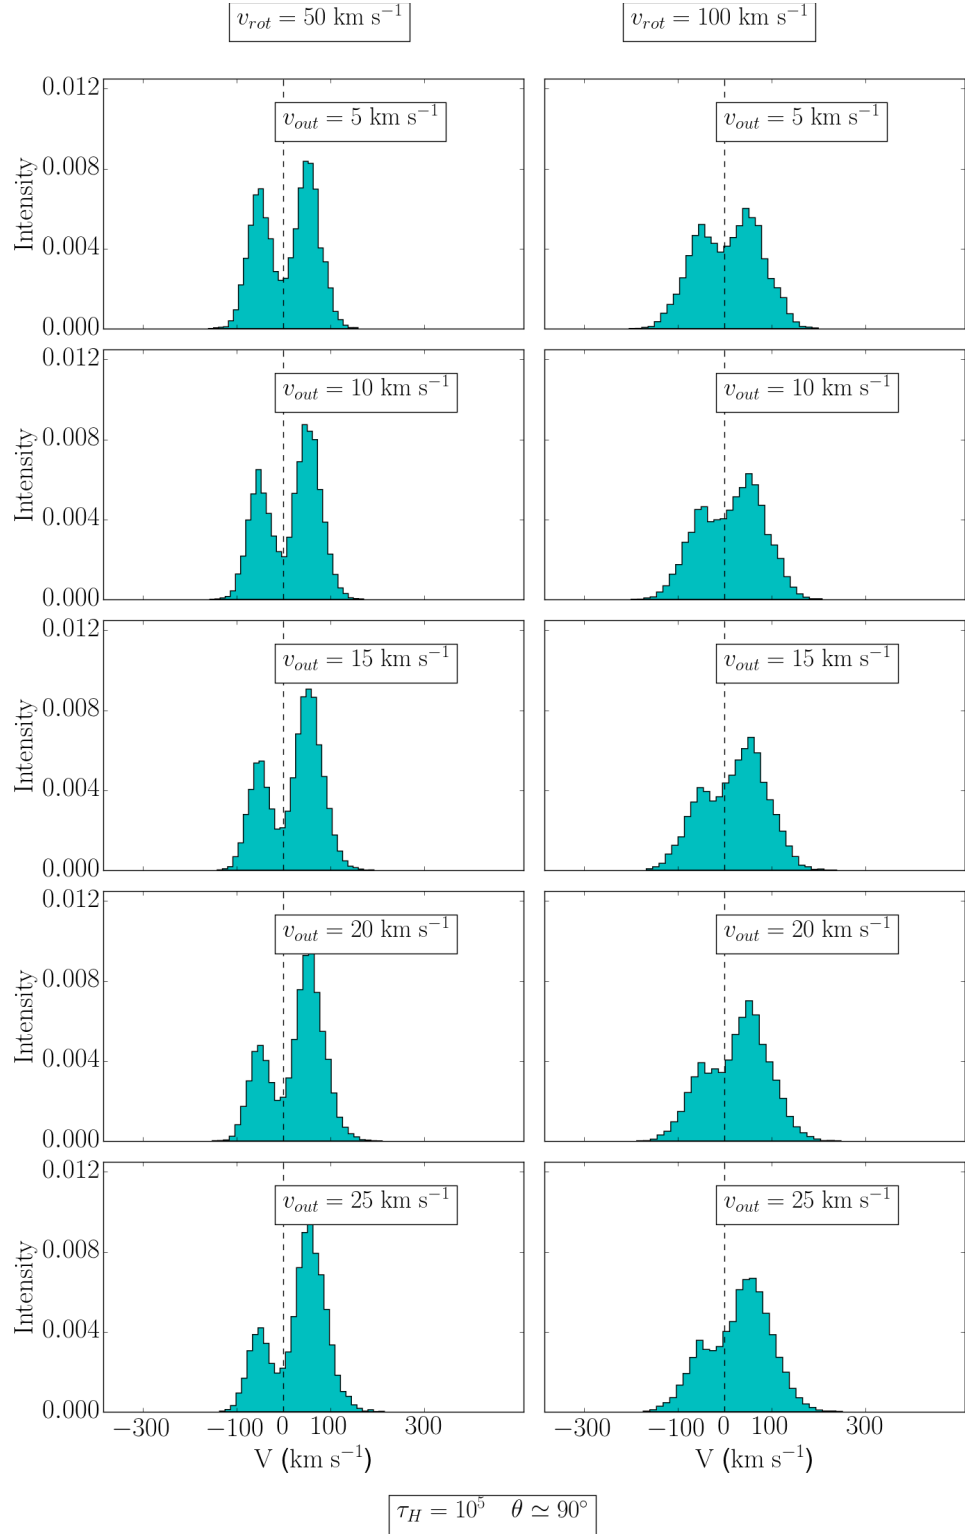 v_rot = 50 km s⁻¹ v_rot = 100 km s⁻¹
0.012
v_out = 5 km s⁻¹ v_out = 5 km s⁻¹
0.008
Intensity
0.004
0.000
0.012
v_out = 10 km s⁻¹ v_out = 10 km s⁻¹
0.008
Intensity
0.004
0.000
0.012
v_out = 15 km s⁻¹ v_out = 15 km s⁻¹
0.008
Intensity
0.004
0.000
0.012
v_out = 20 km s⁻¹ v_out = 20 km s⁻¹
0.008
Intensity
0.004
0.000
0.012
v_out = 25 km s⁻¹ v_out = 25 km s⁻¹
0.008
Intensity
0.004
0.000
−300 −100 0 100 300 −300 −100 0 100 300
V (km s⁻¹) V (km s⁻¹)
τ_H = 10⁵ θ ≃ 90°